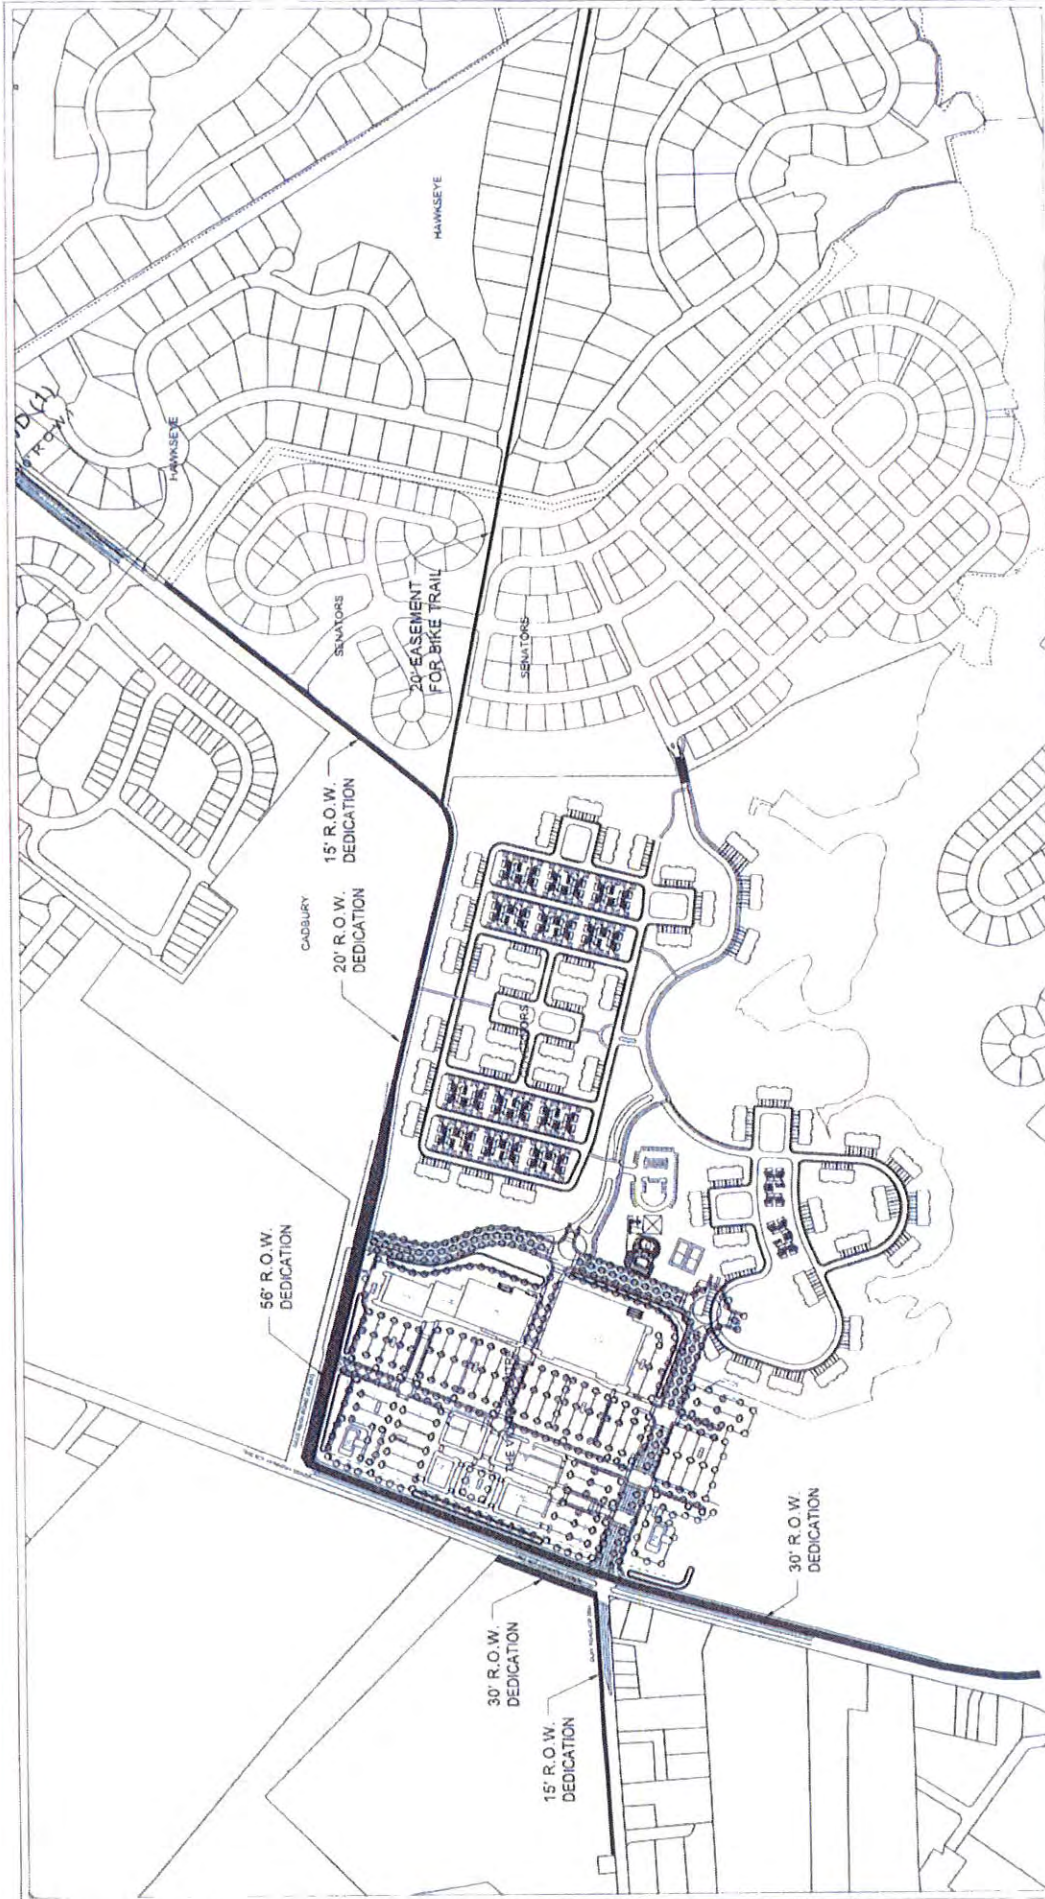 HAWKSEYE
HAWKSEYE
SENATORS
20' EASEMENT
FOR BIKE TRAIL
SENATORS
15' R.O.W.
DEDICATION
CADBURY
20' R.O.W.
DEDICATION
56' R.O.W.
DEDICATION
30' R.O.W.
DEDICATION
30' R.O.W.
DEDICATION
15' R.O.W.
DEDICATION